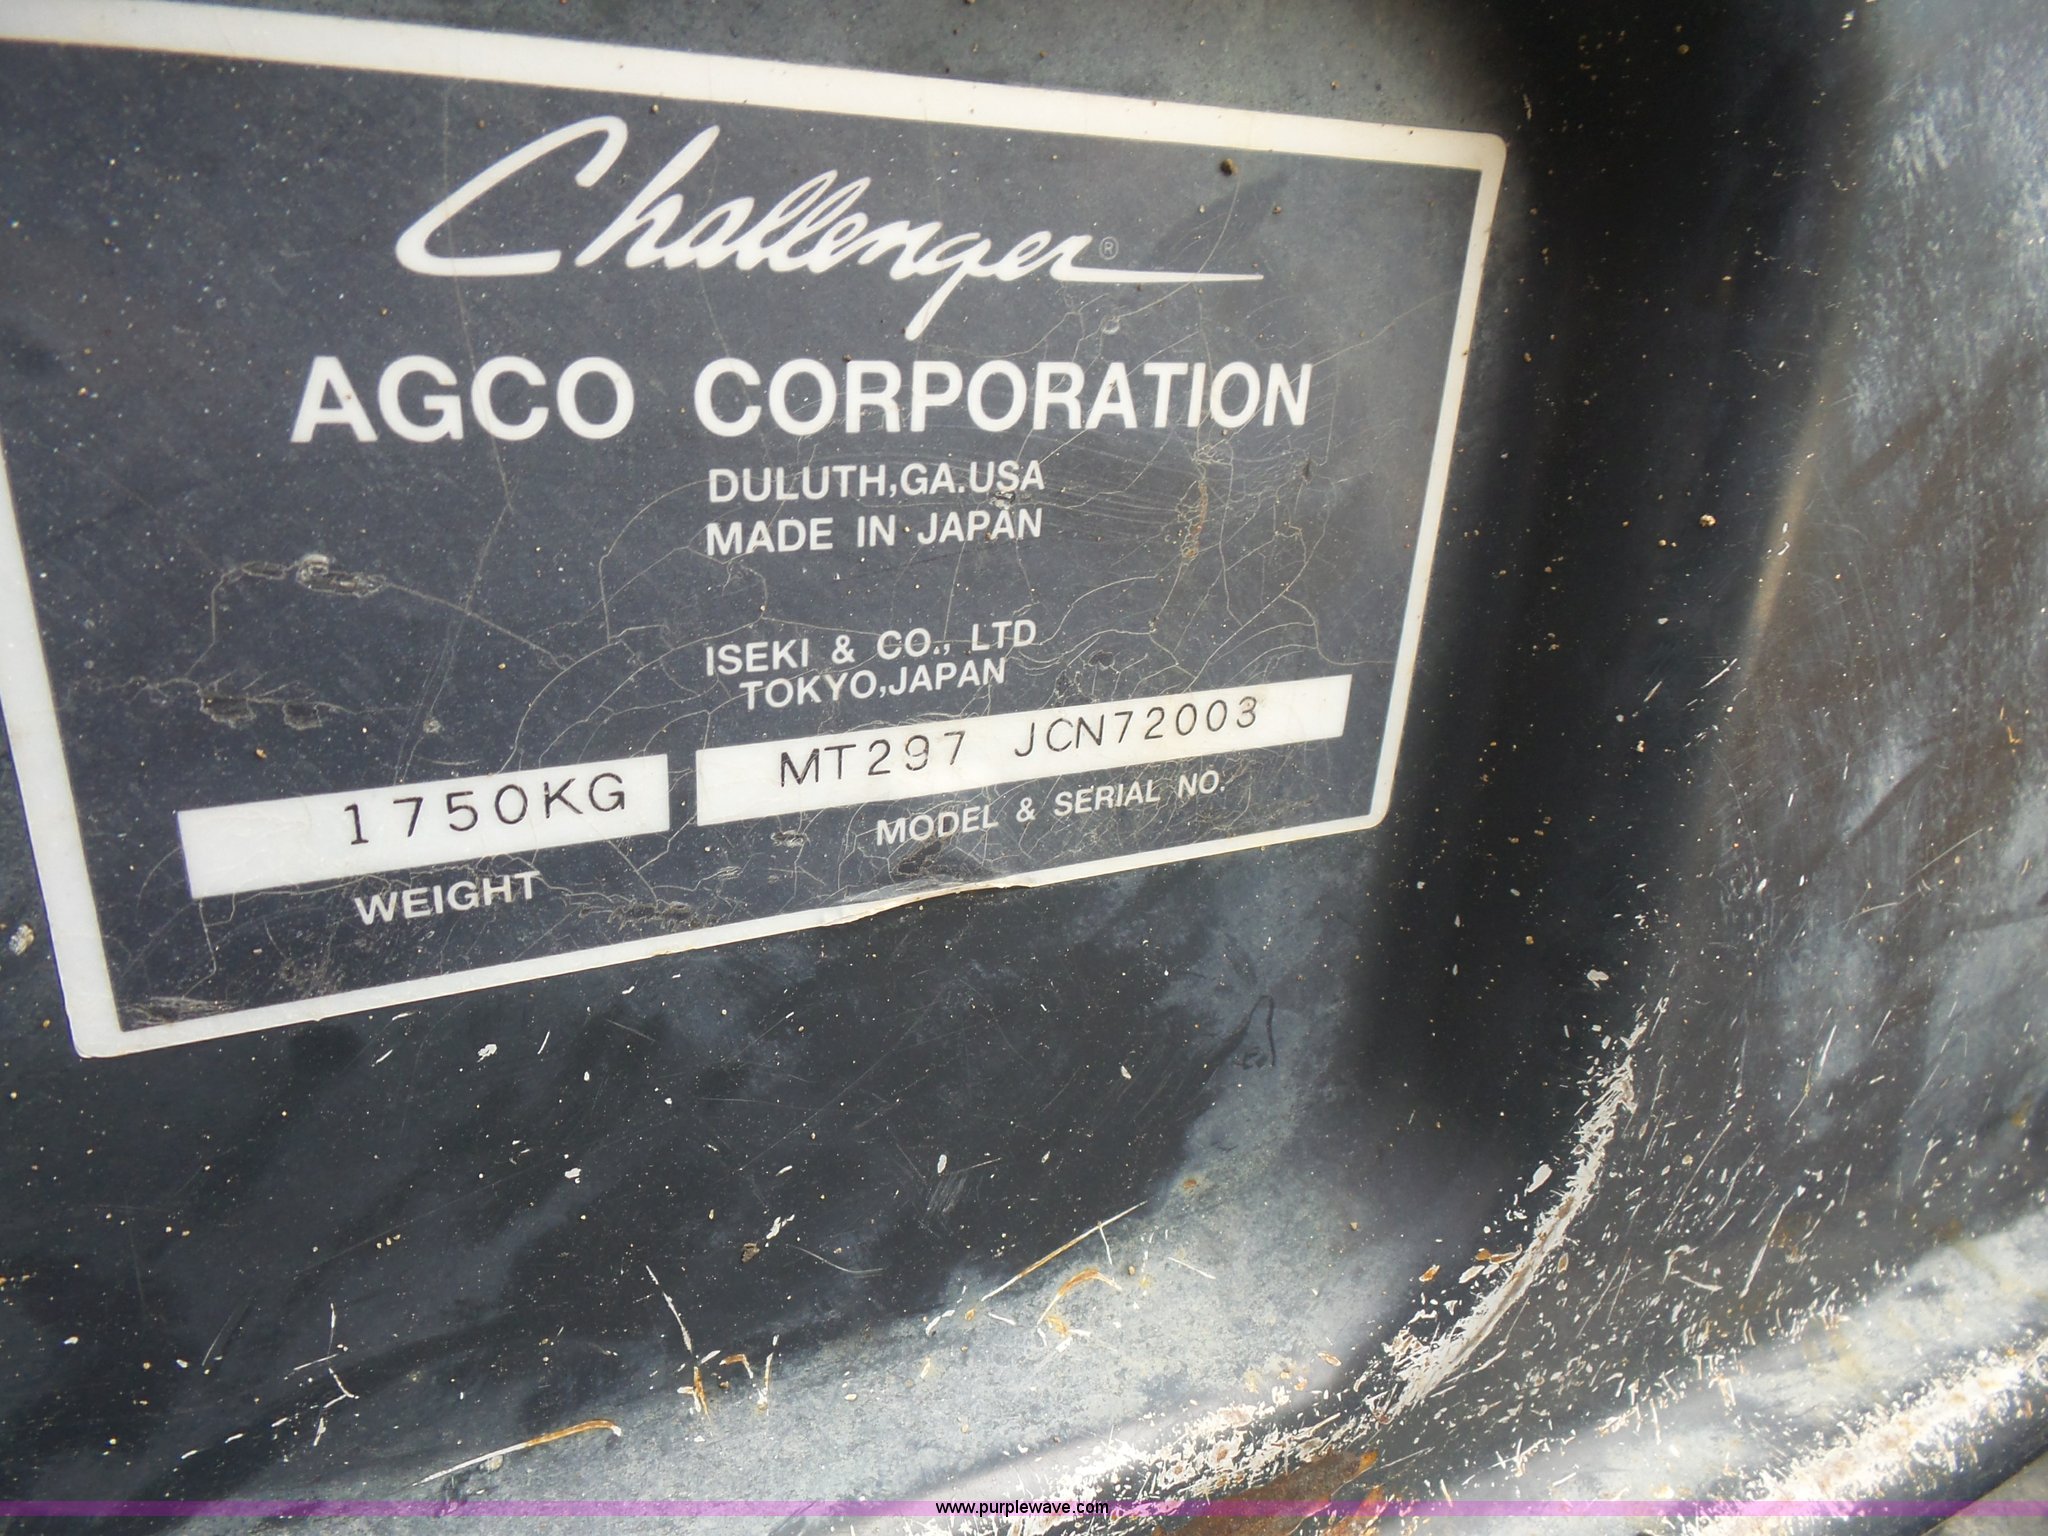 Challenger®
AGCO CORPORATION
DULUTH,GA.USA
MADE IN JAPAN
ISEKI & CO., LTD
TOKYO,JAPAN
1750KG
WEIGHT
MT297 JCN72003
MODEL & SERIAL NO.
www.purplewave.com